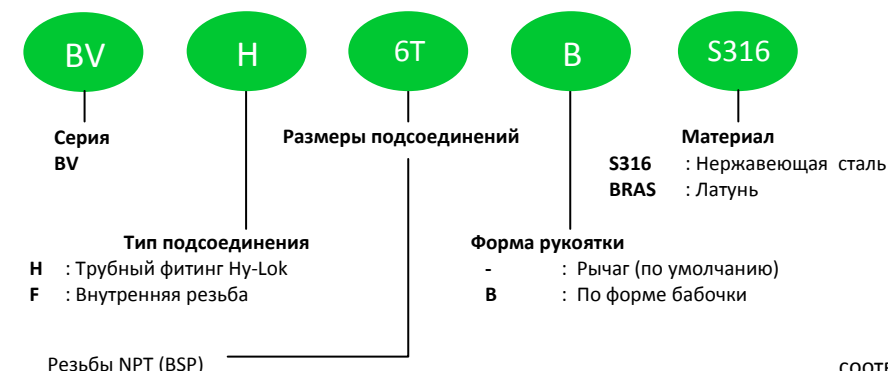 BV H 6T B S316
Серия Размеры подсоединений Материал
BV S316 : Нержавеющая сталь
BRAS : Латунь
Тип подсоединения Форма рукоятки
H : Трубный фитинг Hy-Lok - : Рычаг (по умолчанию)
F : Внутренняя резьба B : По форме бабочки
Резьбы NPT (BSP)